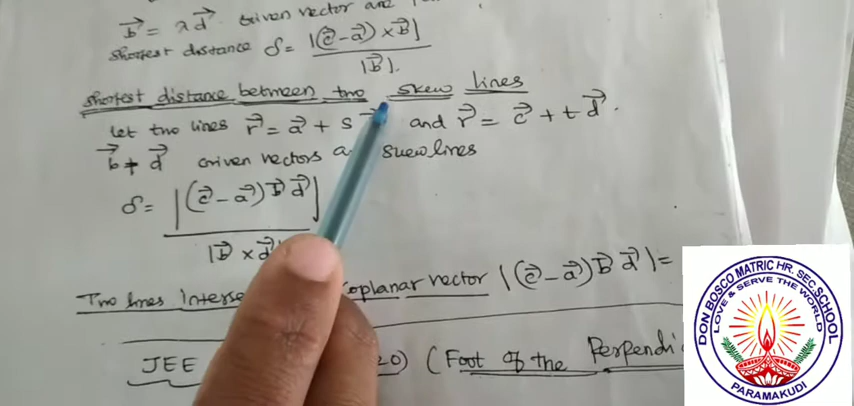 b⃗ = λd⃗. Given vector are
shortest distance δ = |(c⃗ - a⃗) × b⃗| / |b⃗|.
shortest distance between two skew lines
let two lines r⃗ = a⃗ + s and r⃗ = c⃗ + t d⃗.
b⃗ ≠ d⃗ Given vectors a skew lines
δ = |(c⃗ - a⃗) b⃗ d⃗| / |b⃗ × d⃗|
Two lines Interse coplanar vector |(c⃗ - a⃗) b⃗ d⃗| =
JEE 20) (Foot of the Perpendi
DON BOSCO MATRIC HR. SEC. SCHOOL
LOVE & SERVE THE WORLD
PARAMAKUDI